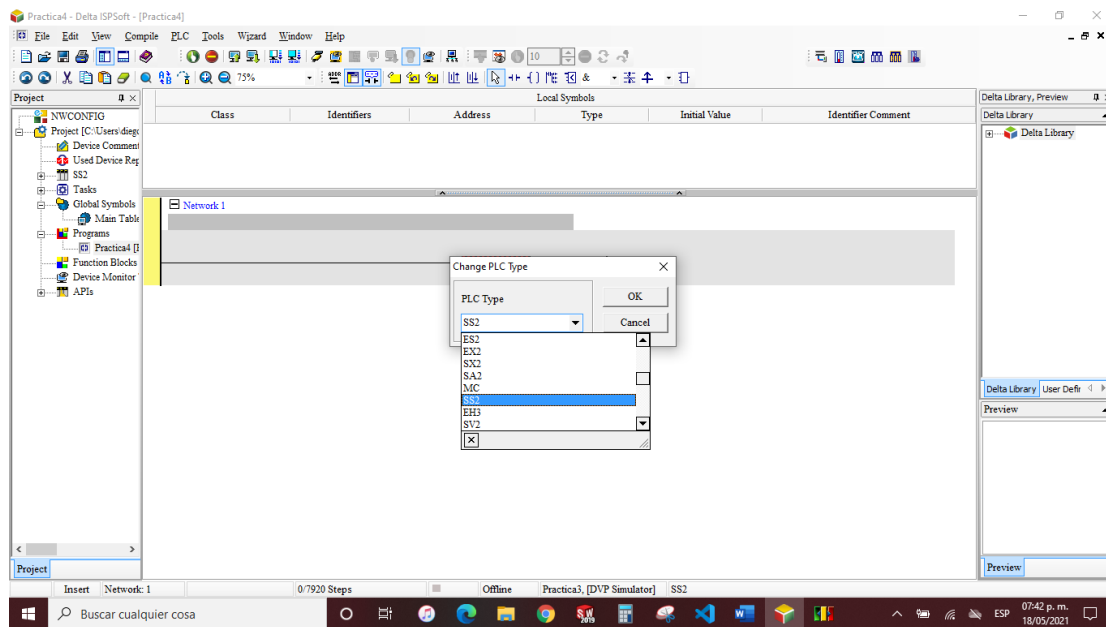 Practica4 - Delta ISPSoft - [Practica4]
File Edit View Compile PLC Tools Wizard Window Help
10
75%
&
Project
NWCONFIG
Project [C:\Users\diego
Device Comment
Used Device Rep
SS2
Tasks
Global Symbols
Main Table
Programs
Practica4 [P
Function Blocks
Device Monitor
APIs
Project
Local Symbols
Class Identifiers Address Type Initial Value Identifier Comment
Network 1
Change PLC Type
PLC Type
SS2
OK
Cancel
ES2
EX2
SX2
SA2
MC
SS2
EH3
SV2
Delta Library, Preview
Delta Library
Delta Library
Delta Library User Defir
Preview
Preview
Insert Network: 1 0/7920 Steps Offline Practica3, [DVP Simulator] SS2
Buscar cualquier cosa
SW
2019
ESP
07:42 p. m.
18/05/2021